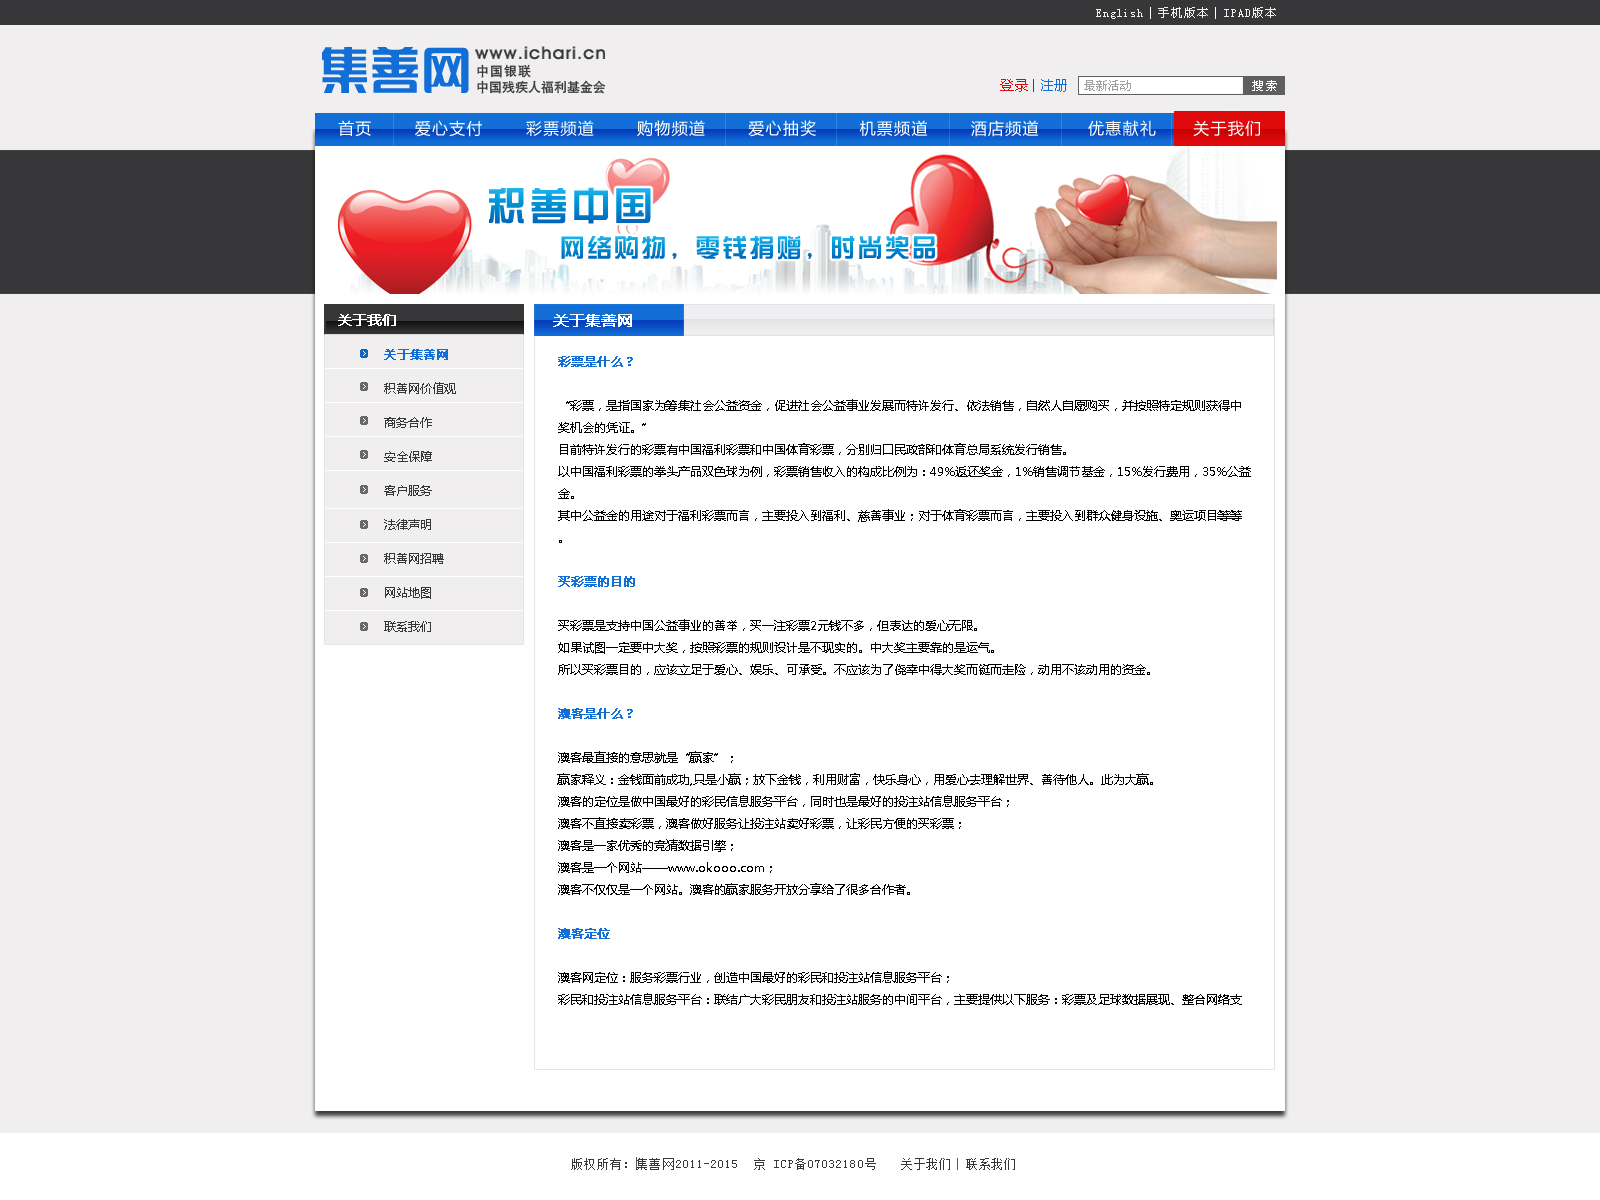 English | 手机版本 | IPAD版本
集善网 www.ichari.cn
中国银联
中国残疾人福利基金会
登录 | 注册 最新活动 搜索
首页 爱心支付 彩票频道 购物频道 爱心抽奖 机票频道 酒店频道 优惠献礼 关于我们
积善中国
网络购物，零钱捐赠，时尚奖品
关于我们
关于集善网
积善网价值观
商务合作
安全保障
客户服务
法律声明
积善网招聘
网站地图
联系我们
关于集善网
彩票是什么？
“彩票，是指国家为筹集社会公益资金，促进社会公益事业发展而特许发行、依法销售，自然人自愿购买，并按照特定规则获得中
奖机会的凭证。”
目前特许发行的彩票有中国福利彩票和中国体育彩票，分别归口民政部和体育总局系统发行销售。
以中国福利彩票的拳头产品双色球为例，彩票销售收入的构成比例为：49%返还奖金，1%销售调节基金，15%发行费用，35%公益
金。
其中公益金的用途对于福利彩票而言，主要投入到福利、慈善事业；对于体育彩票而言，主要投入到群众健身设施、奥运项目等等
。
买彩票的目的
买彩票是支持中国公益事业的善举，买一注彩票2元钱不多，但表达的爱心无限。
如果试图一定要中大奖，按照彩票的规则设计是不现实的。中大奖主要靠的是运气。
所以买彩票目的，应该立足于爱心、娱乐、可承受。不应该为了侥幸中得大奖而铤而走险，动用不该动用的资金。
澳客是什么？
澳客最直接的意思就是“赢家”；
赢家释义：金钱面前成功,只是小赢；放下金钱，利用财富，快乐身心，用爱心去理解世界、善待他人。此为大赢。
澳客的定位是做中国最好的彩民信息服务平台，同时也是最好的投注站信息服务平台；
澳客不直接卖彩票，澳客做好服务让投注站卖好彩票，让彩民方便的买彩票；
澳客是一家优秀的竞猜数据引擎；
澳客是一个网站——www.okooo.com；
澳客不仅仅是一个网站。澳客的赢家服务开放分享给了很多合作者。
澳客定位
澳客网定位：服务彩票行业，创造中国最好的彩民和投注站信息服务平台；
彩民和投注站信息服务平台：联结广大彩民朋友和投注站服务的中间平台，主要提供以下服务：彩票及足球数据展现、整合网络支
版权所有：集善网2011-2015 京 ICP备07032180号 关于我们 | 联系我们